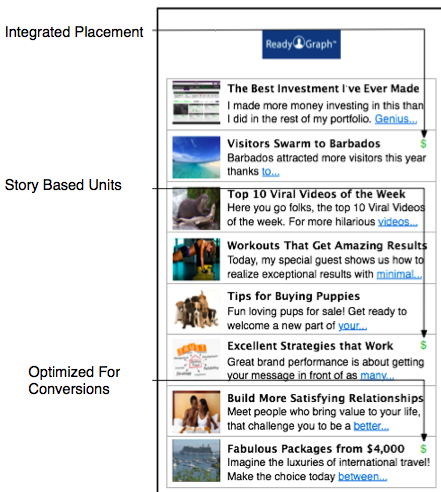 Integrated Placement
ReadyGraph™
The Best Investment I've Ever Made
I made more money investing in this than
I did in the rest of my portfolio. Genius...
Visitors Swarm to Barbados $
Barbados attracted more visitors this year
thanks to...
Story Based Units
Top 10 Viral Videos of the Week
Here you go folks, the top 10 Viral Videos
of the week. For more hilarious videos...
Workouts That Get Amazing Results
Today, my special guest shows us how to
realize exceptional results with minimal...
Tips for Buying Puppies
Fun loving pups for sale! Get ready to
welcome a new part of your...
Excellent Strategies that Work $
Great brand performance is about getting
your message in front of as many...
Optimized For
Conversions
Build More Satisfying Relationships
Meet people who bring value to your life,
that challenge you to be a better...
Fabulous Packages from $4,000 $
Imagine the luxuries of international travel!
Make the choice today between...
TRUST